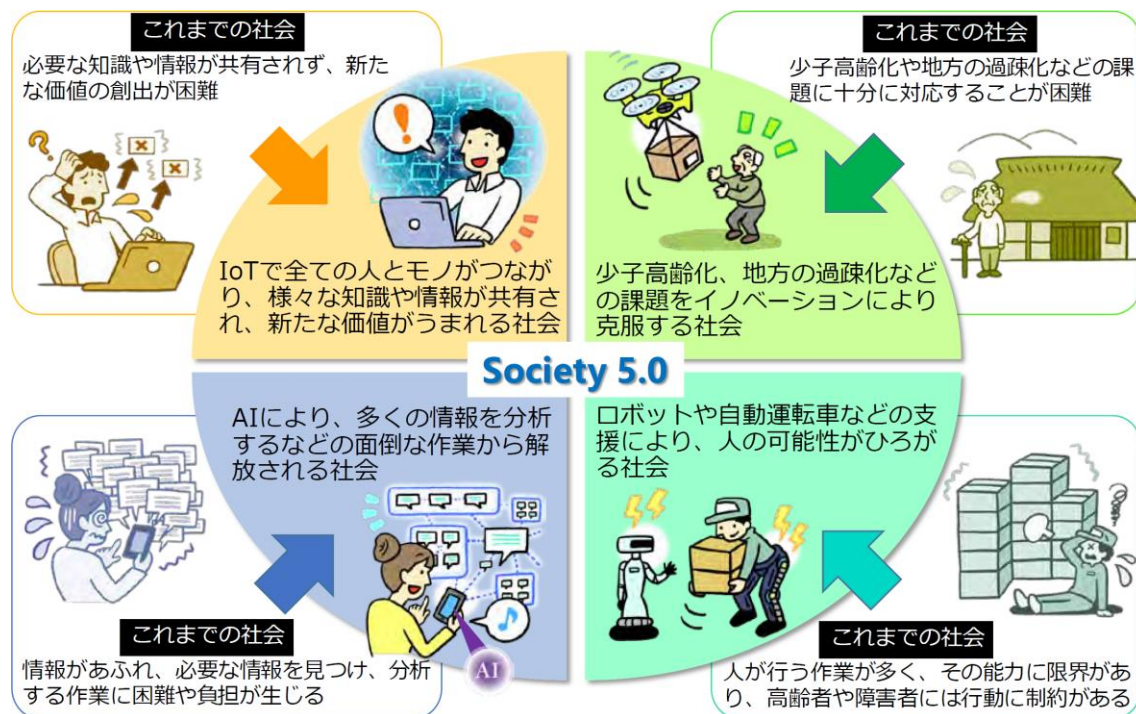 これまでの社会
必要な知識や情報が共有されず、新た
な価値の創出が困難
IoTで全ての人とモノがつなが
り、様々な知識や情報が共有さ
れ、新たな価値がうまれる社会
これまでの社会
少子高齢化や地方の過疎化などの課
題に十分に対応することが困難
少子高齢化、地方の過疎化など
の課題をイノベーションにより
克服する社会
Society 5.0
AIにより、多くの情報を分析
するなどの面倒な作業から解
放される社会
AI
これまでの社会
情報があふれ、必要な情報を見つけ、分析
する作業に困難や負担が生じる
ロボットや自動運転車などの支
援により、人の可能性がひろが
る社会
これまでの社会
人が行う作業が多く、その能力に限界があ
り、高齢者や障害者には行動に制約がある